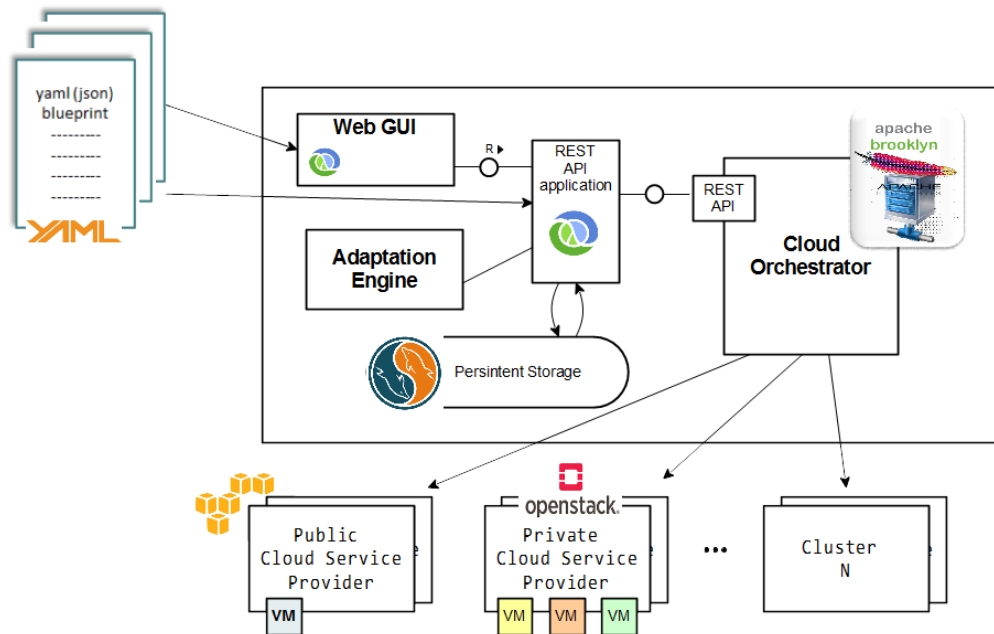 yaml (json)
blueprint
---------
---------
---------
---------
YAML
Web GUI
R
REST
API
application
REST
API
apache
brooklyn
APACHE
Cloud
Orchestrator
Adaptation
Engine
Persintent Storage
openstack.
Public
Cloud Service
Provider
e
VM
Private
Cloud Service
Provider
e
VM
VM
VM
...
Cluster
N
e